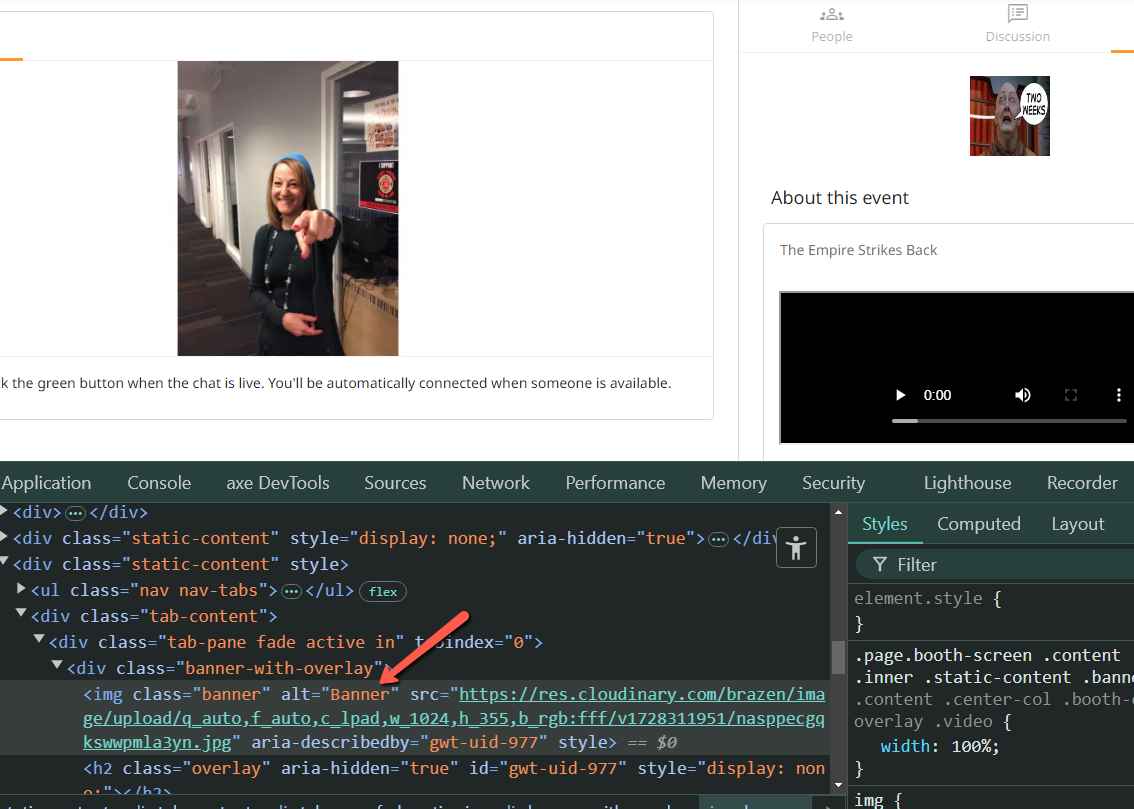 People
Discussion
TWO
WEEKS
I SUPPORT
About this event
The Empire Strikes Back
0:00
k the green button when the chat is live. You'll be automatically connected when someone is available.
Application Console axe DevTools Sources Network Performance Memory Security Lighthouse Recorder
<div> ••• </div>
<div class="static-content" style="display: none;" aria-hidden="true"> ••• </div
<div class="static-content" style>
<ul class="nav nav-tabs"> ••• </ul> flex
<div class="tab-content">
<div class="tab-pane fade active in" tabindex="0">
<div class="banner-with-overlay">
<img class="banner" alt="Banner" src="https://res.cloudinary.com/brazen/ima
ge/upload/q_auto,f_auto,c_lpad,w_1024,h_355,b_rgb:fff/v1728311951/nasppecgq
kswwpmla3yn.jpg" aria-describedby="gwt-uid-977" style> == $0
<h2 class="overlay" aria-hidden="true" id="gwt-uid-977" style="display: non
e;"></h2>
Styles Computed Layout
Filter
element.style {
}
.page.booth-screen .content
.inner .static-content .bann
.content .center-col .booth-
overlay .video {
width: 100%;
}
img {